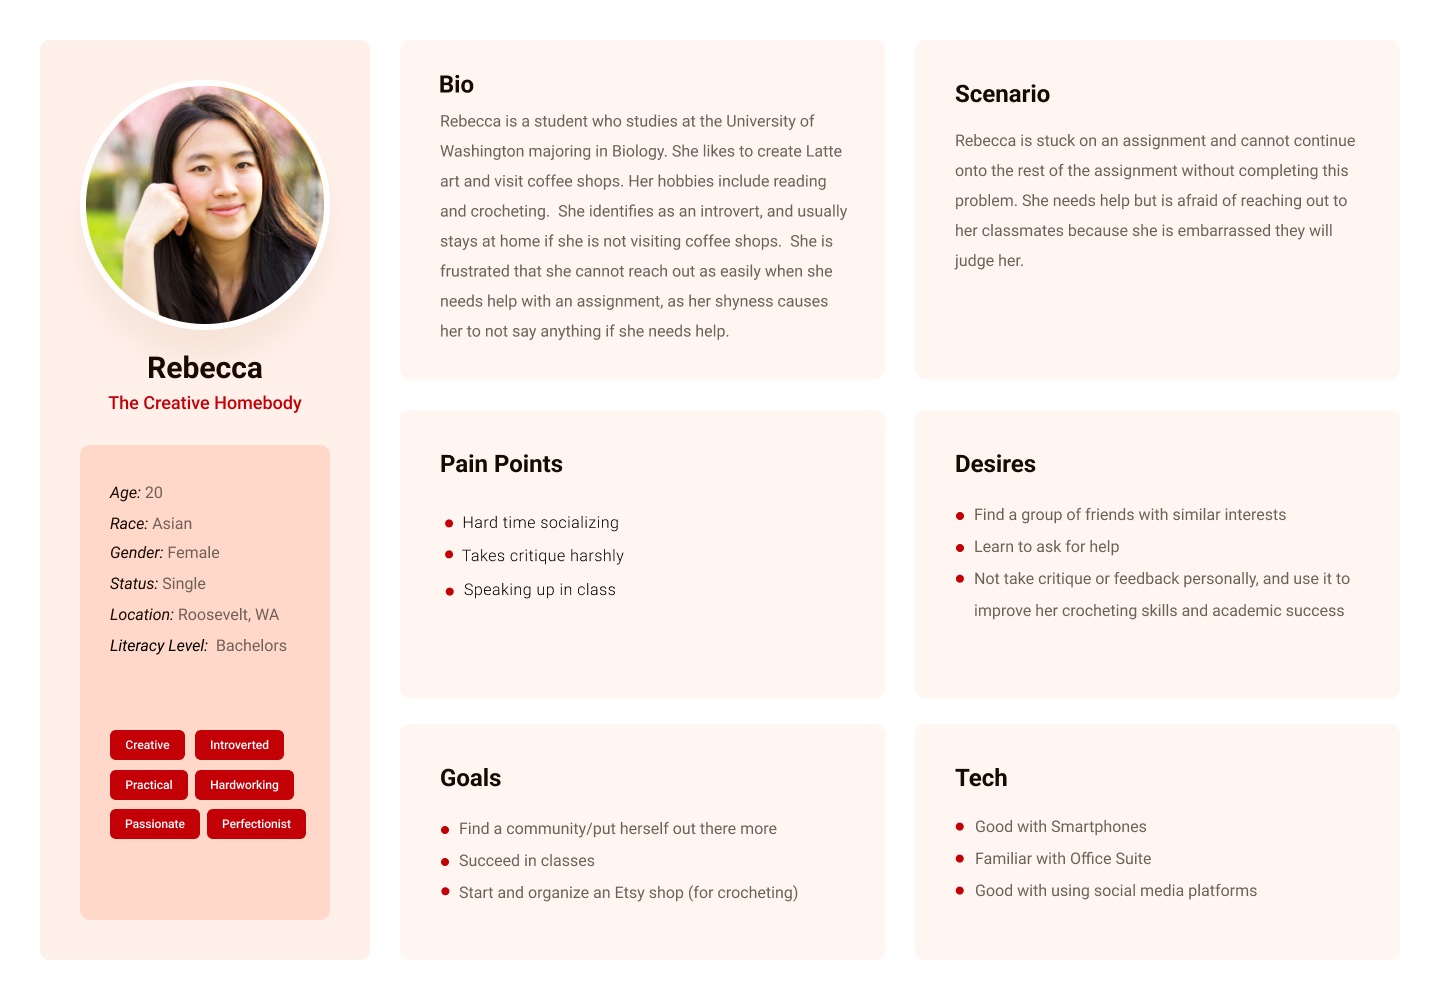 Rebecca
The Creative Homebody
Age: 20
Race: Asian
Gender: Female
Status: Single
Location: Roosevelt, WA
Literacy Level:  Bachelors
Creative
Introverted
Practical
Hardworking
Passionate
Perfectionist
Bio
Rebecca is a student who studies at the University of
Washington majoring in Biology. She likes to create Latte
art and visit coffee shops. Her hobbies include reading
and crocheting.  She identifies as an introvert, and usually
stays at home if she is not visiting coffee shops.  She is
frustrated that she cannot reach out as easily when she
needs help with an assignment, as her shyness causes
her to not say anything if she needs help.
Scenario
Rebecca is stuck on an assignment and cannot continue
onto the rest of the assignment without completing this
problem. She needs help but is afraid of reaching out to
her classmates because she is embarrassed they will
judge her.
Pain Points
Hard time socializing
Takes critique harshly
Speaking up in class
Desires
Find a group of friends with similar interests
Learn to ask for help
Not take critique or feedback personally, and use it to
improve her crocheting skills and academic success
Goals
Find a community/put herself out there more
Succeed in classes
Start and organize an Etsy shop (for crocheting)
Tech
Good with Smartphones
Familiar with Office Suite
Good with using social media platforms